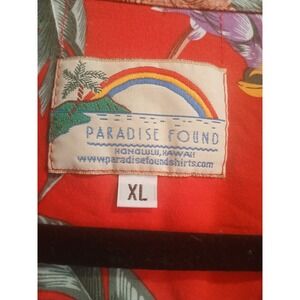 PARADISE FOUND
HONOLULU, HAWAII
www.paradisefoundshirts.com
XL